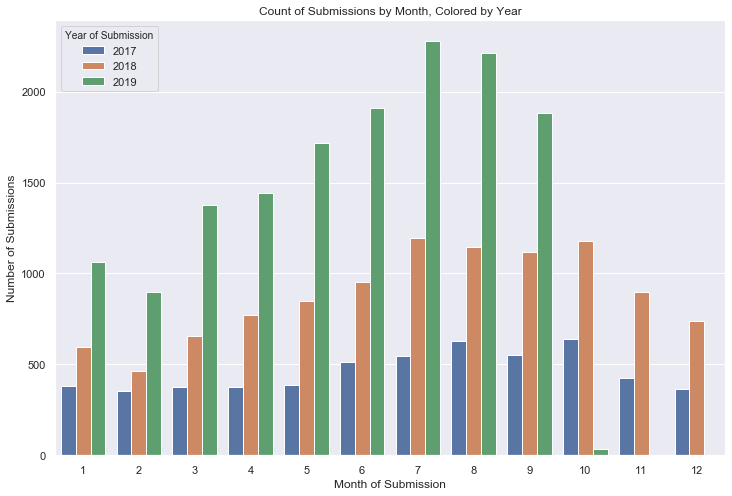 Count of Submissions by Month, Colored by Year
Year of Submission
2017
2018
2019
Number of Submissions
2000
1500
1000
500
0
1 2 3 4 5 6 7 8 9 10 11 12
Month of Submission